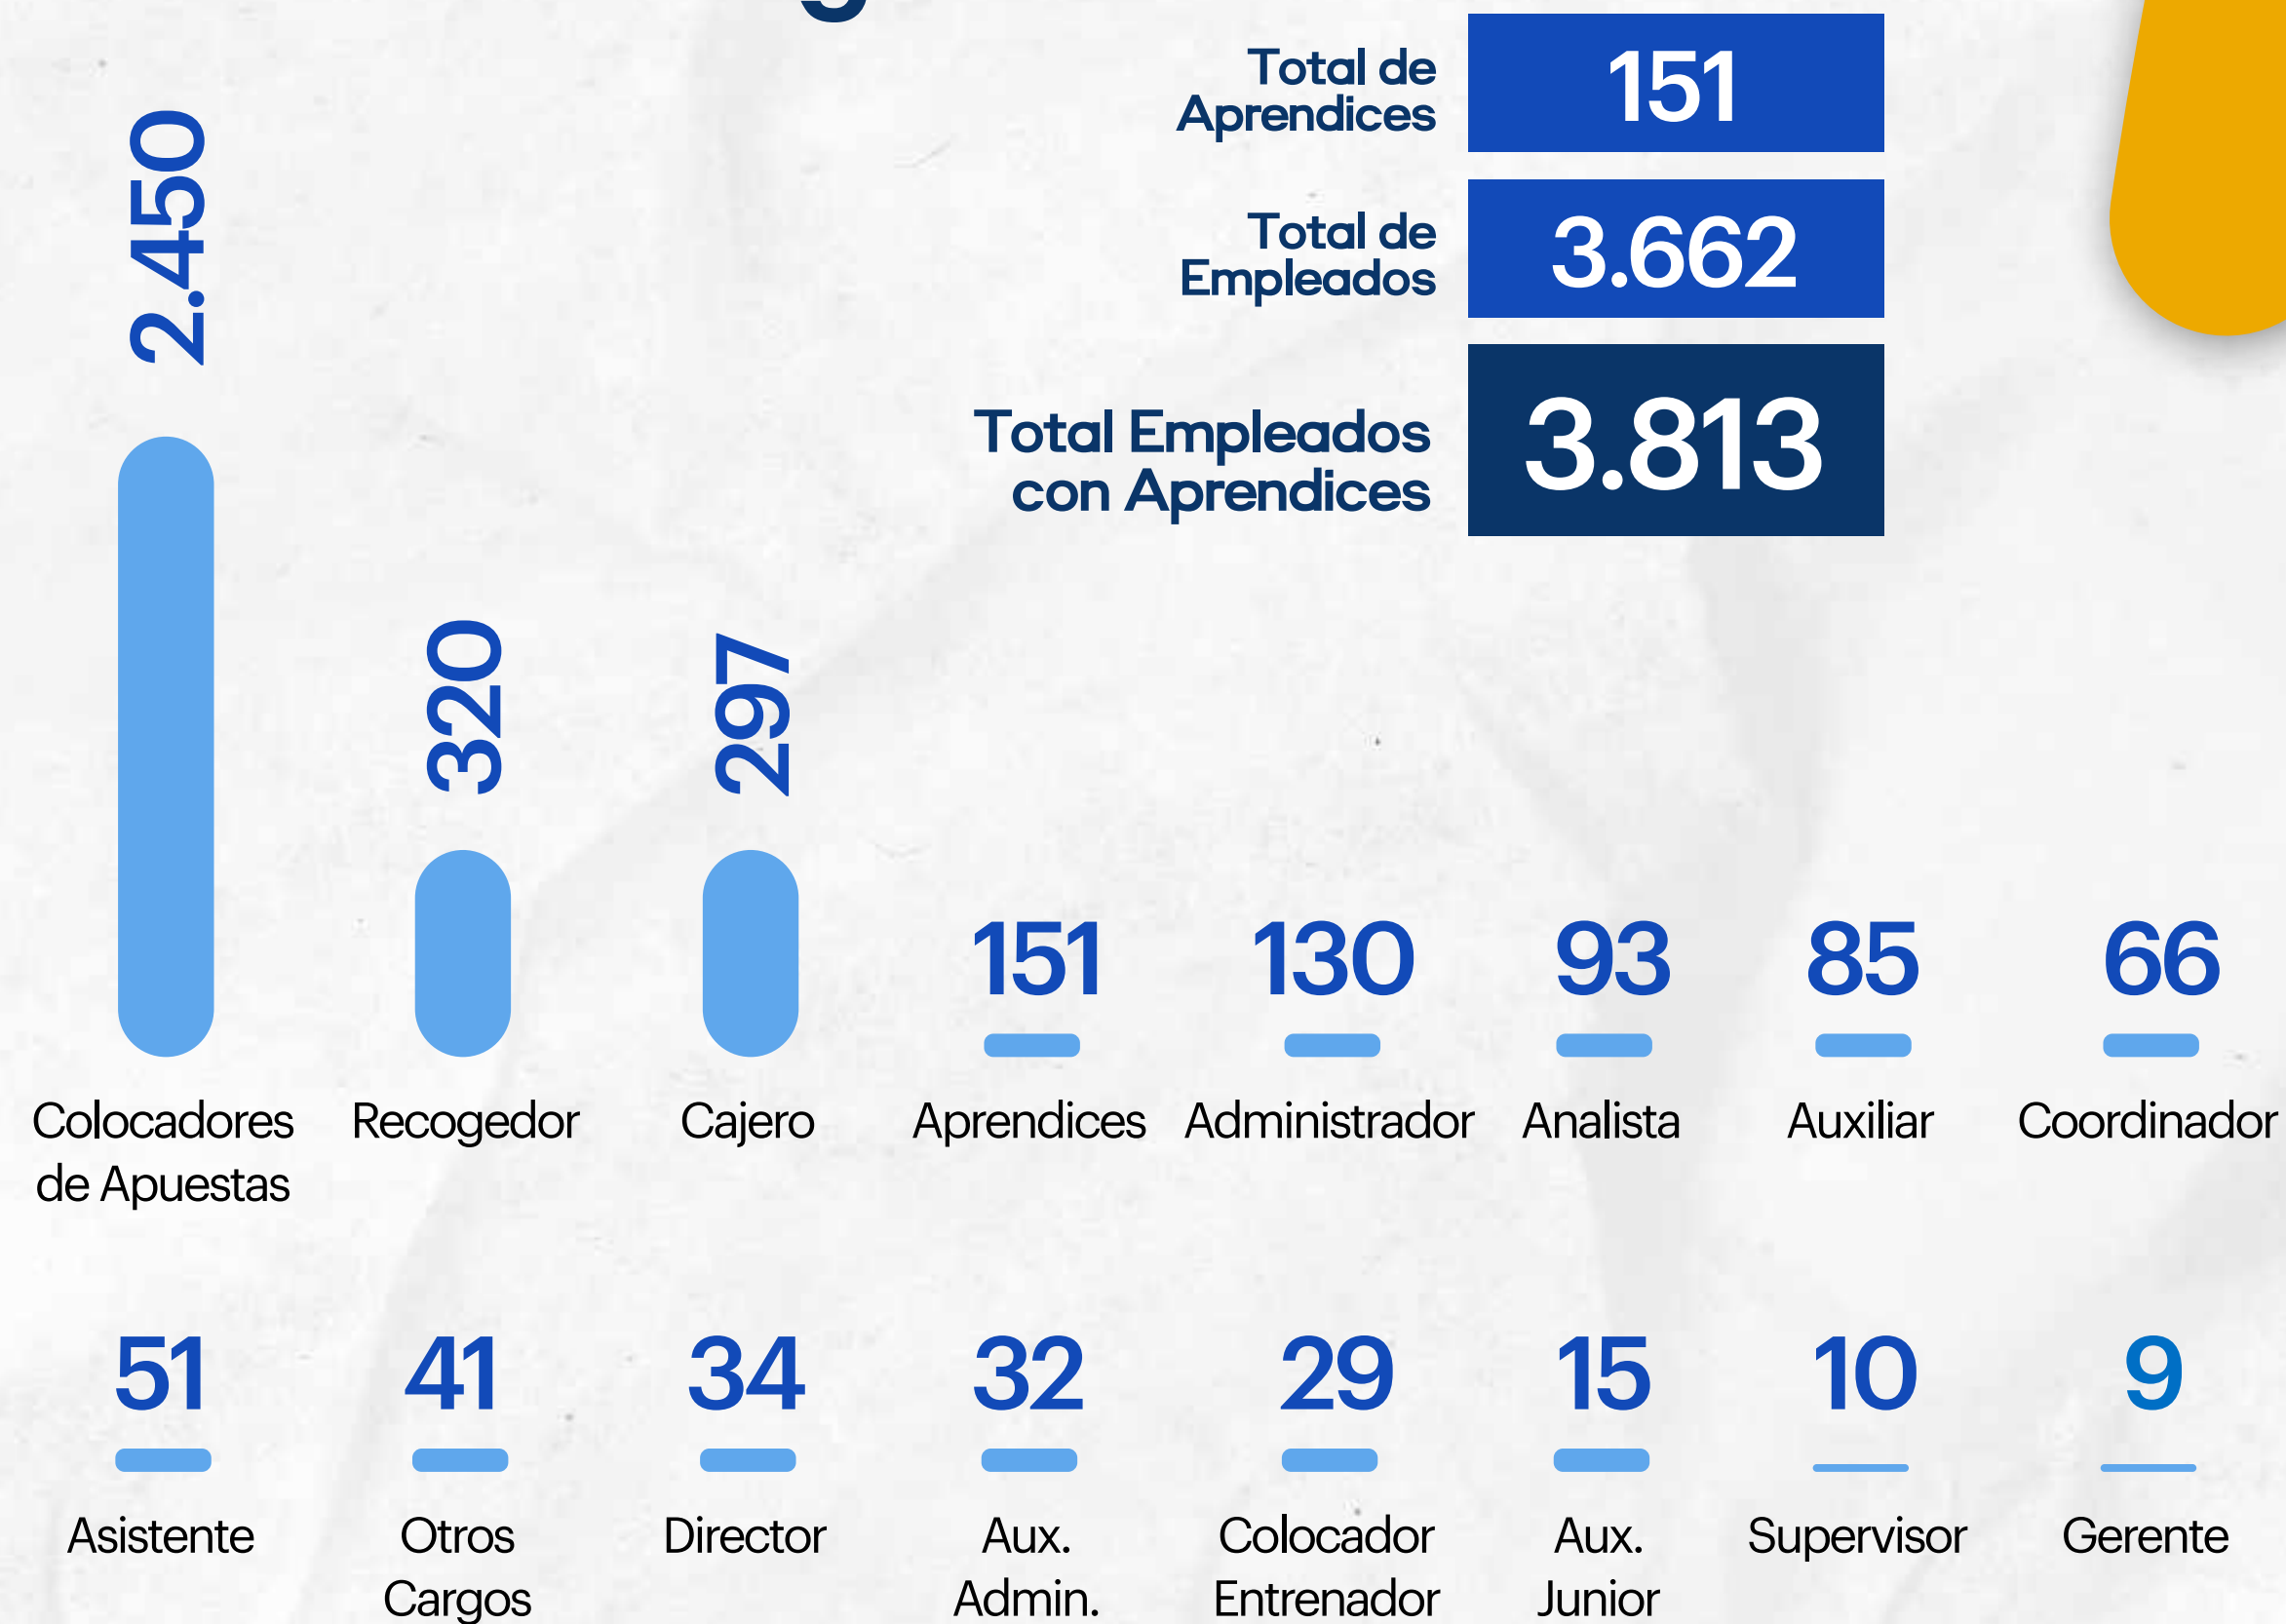 Total de
Aprendices
151
Total de
Empleados
3.662
Total Empleados
con Aprendices
3.813
2.450
320
297
151
130
93
85
66
Colocadores
de Apuestas
Recogedor
Cajero
Aprendices
Administrador
Analista
Auxiliar
Coordinador
51
41
34
32
29
15
10
9
Asistente
Otros
Cargos
Director
Aux.
Admin.
Colocador
Entrenador
Aux.
Junior
Supervisor
Gerente